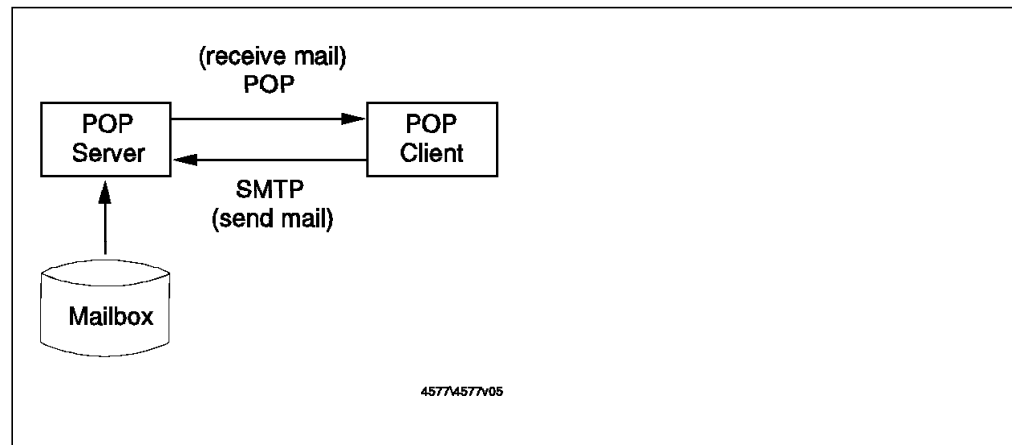 (receive mail)
POP
POP
Server
POP
Client
SMTP
(send mail)
Mailbox
4577\4577v05